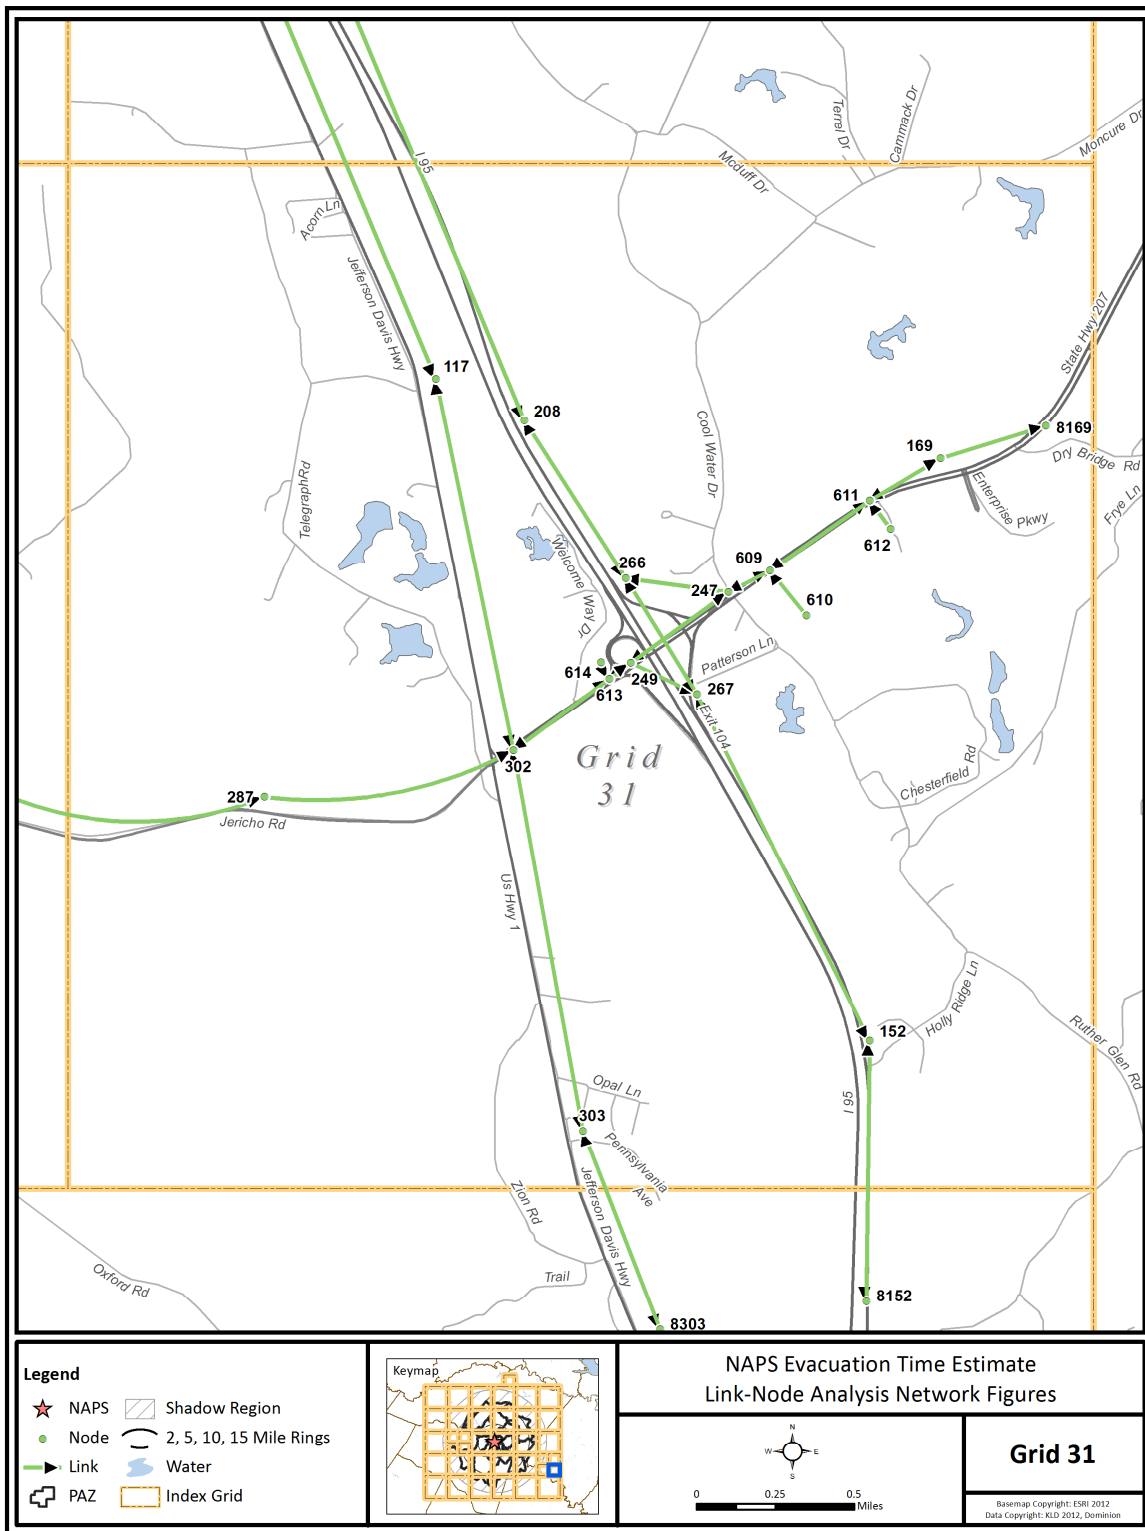 I 95
Terrel Dr
Cammack Dr
Moncure Dr
Mcduff Dr
Acorn Ln
Jefferson Davis Hwy
State Hwy 207
117
208
Cool Water Dr
169
8169
Dry Bridge Rd
TelegraphRd
611
Enterprise Pkwy
Frye Ln
612
Welcome Way Dr
266
609
247
610
Patterson Ln
614
613
249
267
Exit 104
302
Grid
31
287
Jericho Rd
Chesterfield Rd
Us Hwy 1
Holly Ridge Ln
152
Ruther Glen Rd
I 95
Opal Ln
303
Pennsylvania Ave
Jefferson Davis Hwy
Zion Rd
Oxford Rd
Trail
8152
8303
Legend
NAPS
Shadow Region
Node
2, 5, 10, 15 Mile Rings
Link
Water
PAZ
Index Grid
Keymap
NAPS Evacuation Time Estimate
Link-Node Analysis Network Figures
N
W E
S
0 0.25 0.5
Miles
Grid 31
Basemap Copyright: ESRI 2012
Data Copyright: KLD 2012, Dominion